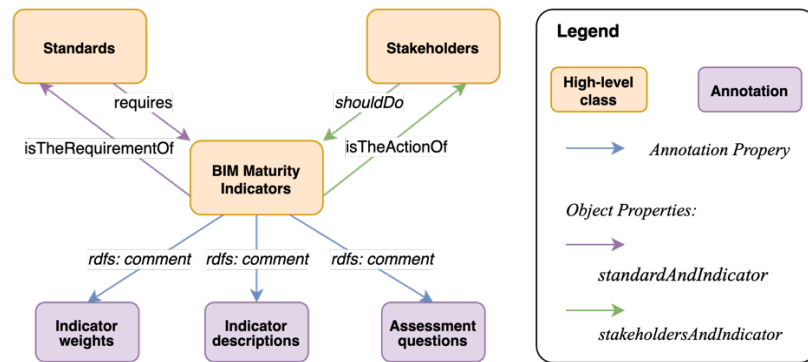 Standards
Stakeholders
requires
shouldDo
isTheRequirementOf
isTheActionOf
BIM Maturity
Indicators
rdfs: comment
rdfs: comment
rdfs: comment
Indicator
weights
Indicator
descriptions
Assessment
questions
Legend
High-level
class
Annotation
Annotation Propery
Object Properties:
standardAndIndicator
stakeholdersAndIndicator